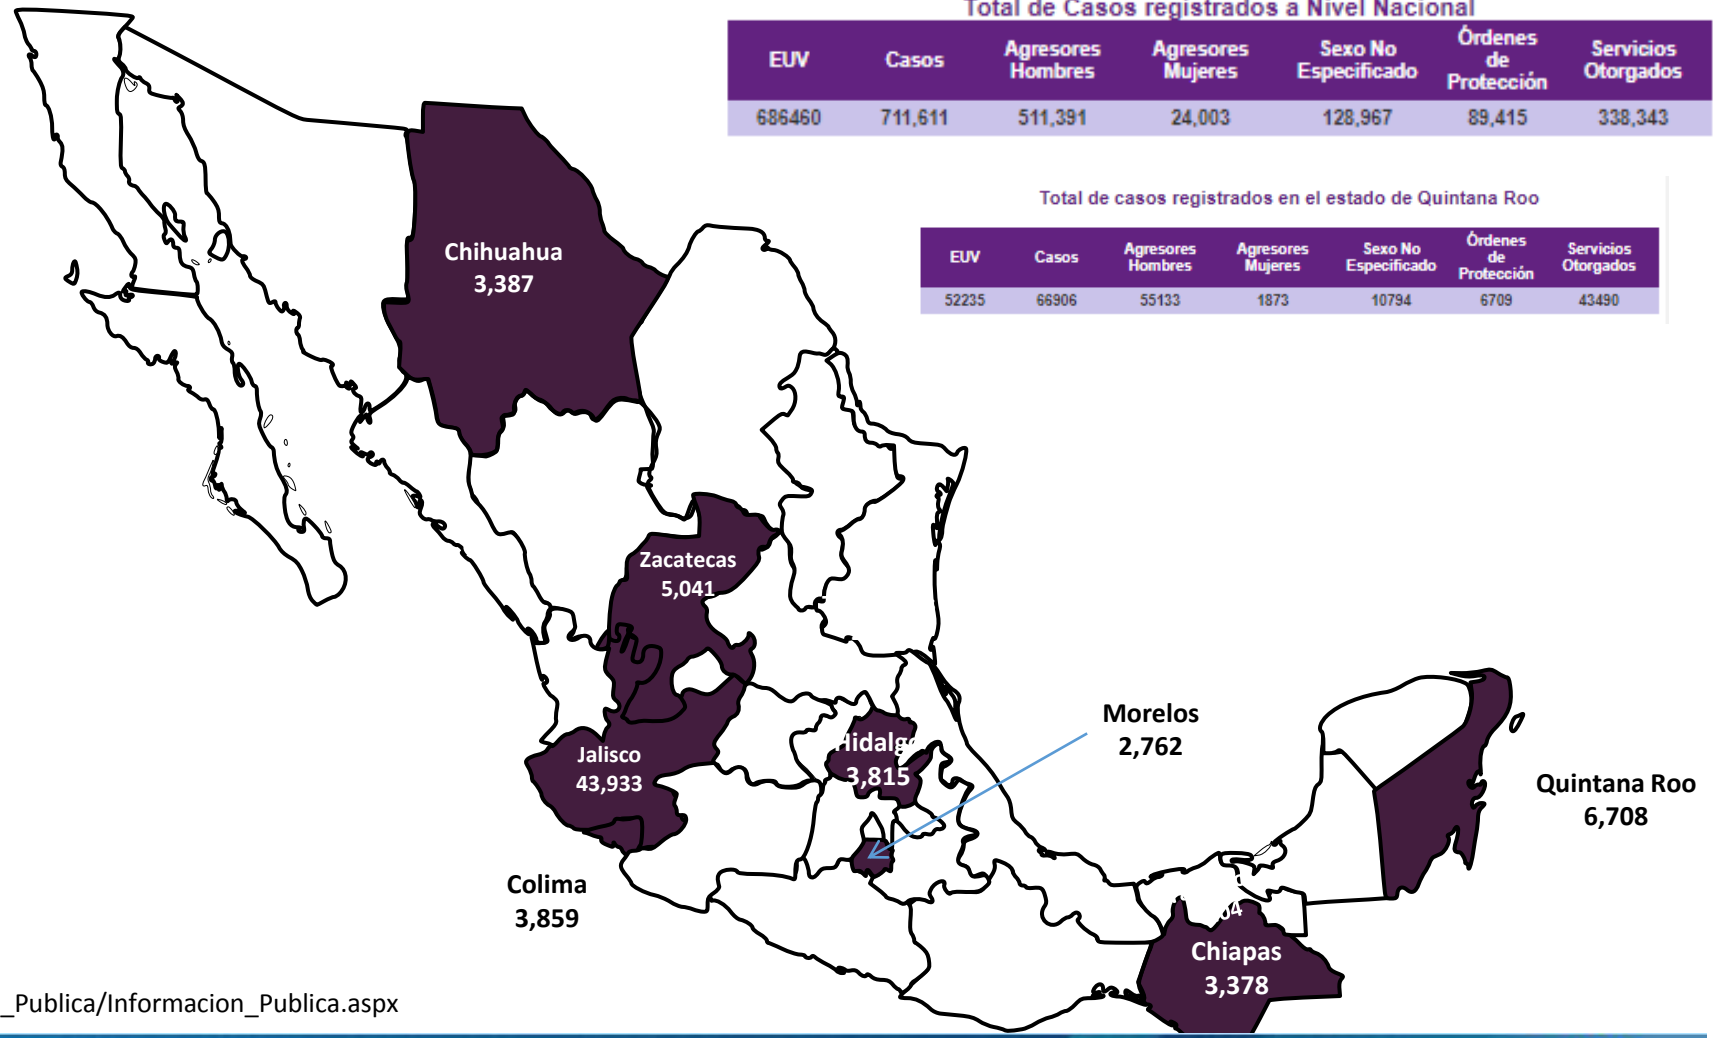 Total de Casos registrados a Nivel Nacional
EUV Casos Agresores Hombres Agresores Mujeres Sexo No Especificado Órdenes de Protección Servicios Otorgados
686460 711,611 511,391 24,003 128,967 89,415 338,343
Total de casos registrados en el estado de Quintana Roo
EUV Casos Agresores Hombres Agresores Mujeres Sexo No Especificado Órdenes de Protección Servicios Otorgados
52235 66906 55133 1873 10794 6709 43490
Chihuahua
3,387
Zacatecas
5,041
Jalisco
43,933
Hidalgo
3,815
Morelos
2,762
Quintana Roo
6,708
Colima
3,859
Chiapas
3,378
_Publica/Informacion_Publica.aspx